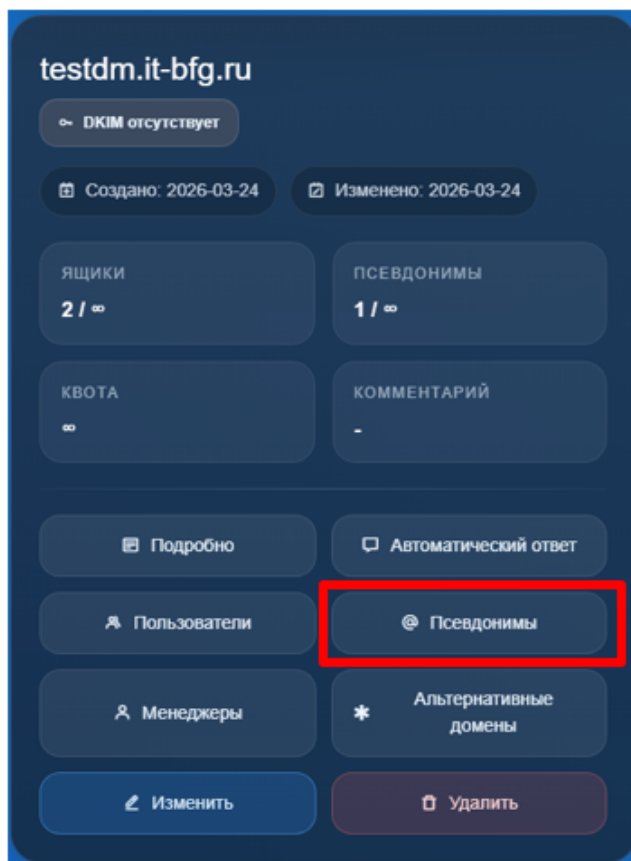 testdm.it-bfg.ru
DKIM отсутствует
Создано: 2026-03-24
Изменено: 2026-03-24
ЯЩИКИ
2 / ∞
ПСЕВДОНИМЫ
1 / ∞
КВОТА
∞
КОММЕНТАРИЙ
-
Подробно
Автоматический ответ
Пользователи
@ Псевдонимы
Менеджеры
Альтернативные
домены
Изменить
Удалить